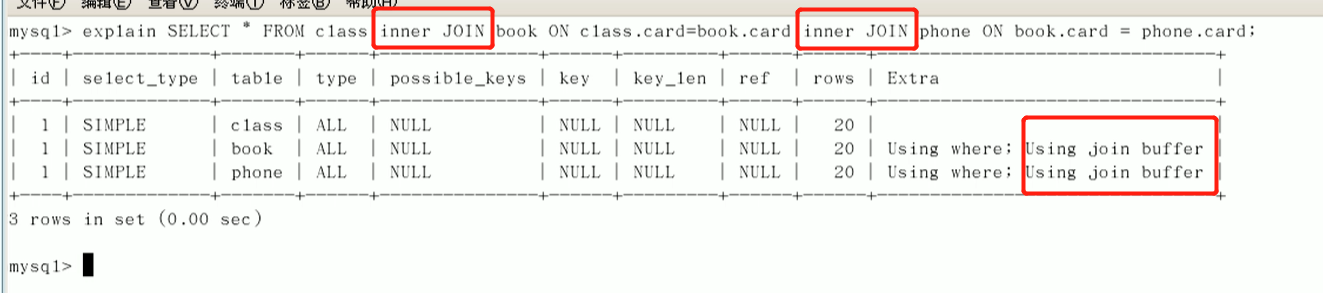 文件(F) 编辑(E) 查看(V) 终端(T) 标签(B) 帮助(H)
mysql> explain SELECT * FROM class inner JOIN book ON class.card=book.card inner JOIN phone ON book.card = phone.card;
+----+-------------+-------+------+---------------+------+---------+------+------+--------------------------------+
| id | select_type | table | type | possible_keys | key | key_len | ref | rows | Extra |
+----+-------------+-------+------+---------------+------+---------+------+------+--------------------------------+
| 1 | SIMPLE | class | ALL | NULL | NULL | NULL | NULL | 20 | |
| 1 | SIMPLE | book | ALL | NULL | NULL | NULL | NULL | 20 | Using where; Using join buffer |
| 1 | SIMPLE | phone | ALL | NULL | NULL | NULL | NULL | 20 | Using where; Using join buffer |
+----+-------------+-------+------+---------------+------+---------+------+------+--------------------------------+
3 rows in set (0.00 sec)
mysql>